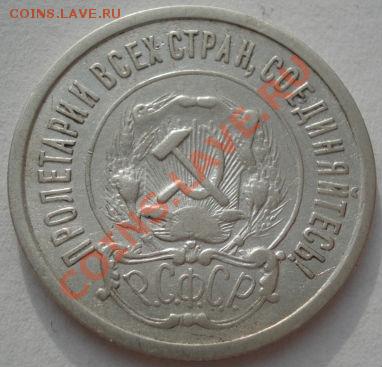 COINS.LAVE.RU
ПРОЛЕТАРИИ ВСЕХ СТРАН, СОЕДИНЯЙТЕСЬ!
COINS.LAVE.RU
Р.С.Ф.С.Р.